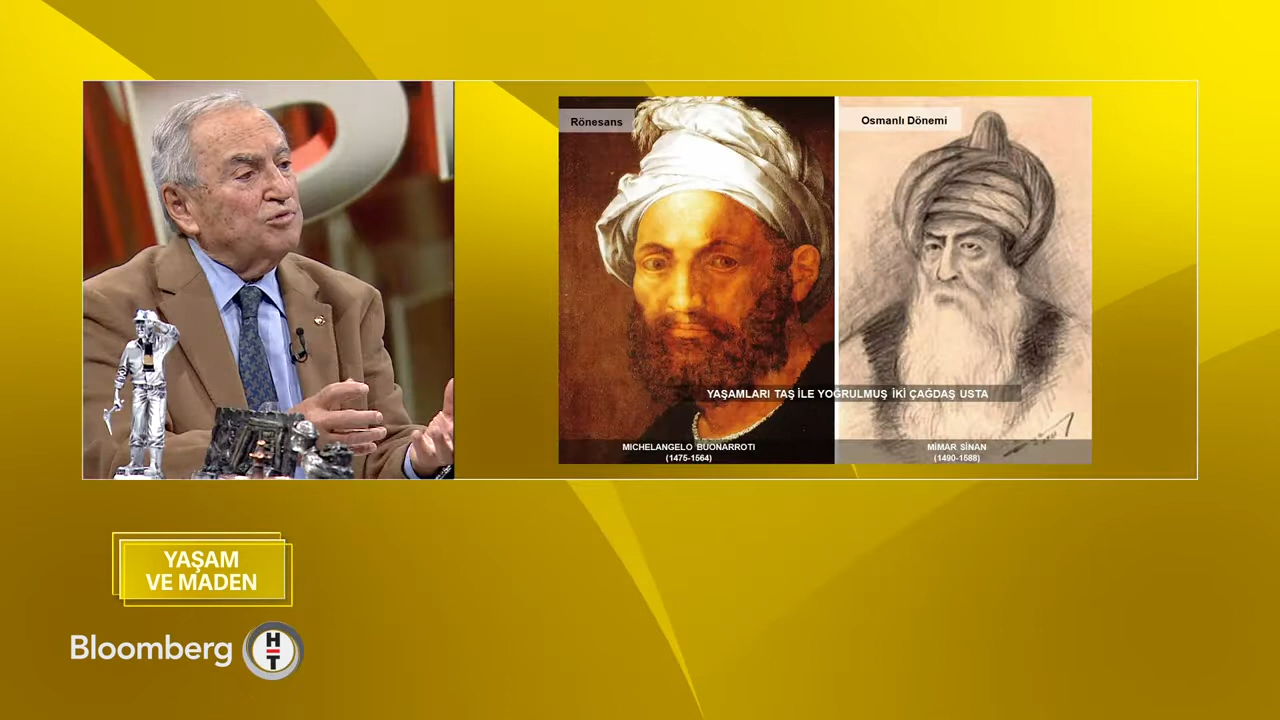 Rönesans
Osmanlı Dönemi
YAŞAMLARI TAŞ İLE YOĞRULMUŞ İKİ ÇAĞDAŞ USTA
MICHELANGELO BUONARROTI
(1475-1564)
MİMAR SİNAN
(1490-1588)
YAŞAM
VE MADEN
Bloomberg HT